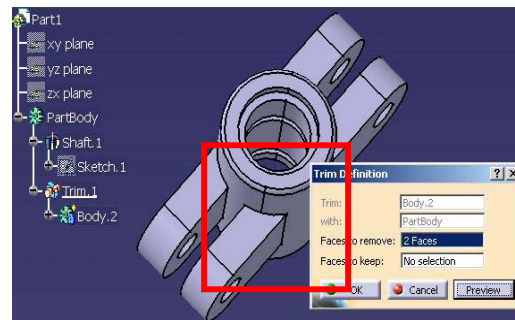 Part1
xy plane
yz plane
zx plane
PartBody
Shaft.1
Sketch.1
Trim.1
Body.2
Trim Definition
Trim: Body.2
with: PartBody
Faces to remove: 2 Faces
Faces to keep: No selection
OK Cancel Preview